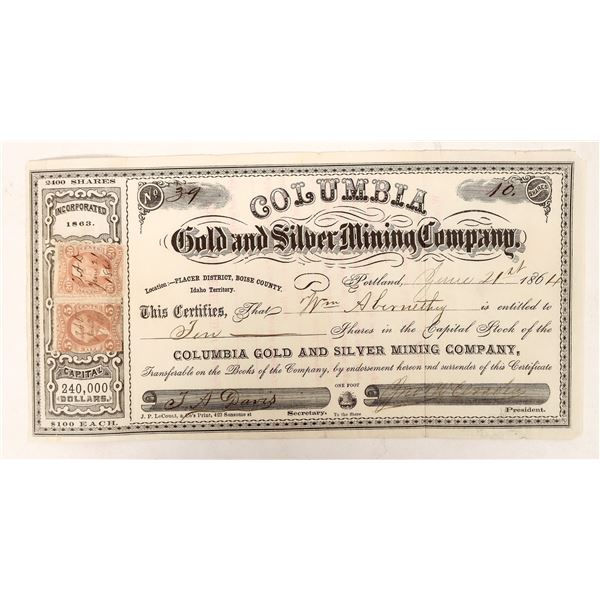 2400 SHARES
INCORPORATED
1863.
CAPITAL
240,000
DOLLARS.
$100 EACH.
No. 39
10
COLUMBIA
Gold and Silver Mining Company.
Location:—PLACER DISTRICT, BOISE COUNTY,
Idaho Territory.
Portland, June 21st 1864
This Certifies, That Wm Abernethy is entitled to
Ten Shares in the Capital Stock of the
COLUMBIA GOLD AND SILVER MINING COMPANY,
Transferable on the Books of the Company, by endorsement hereon and surrender of this Certificate
ONE FOOT
To the Share
T. A. Davis
Secretary.
President.
J. P. LeCount, & Co's Print, 423 Sansome st